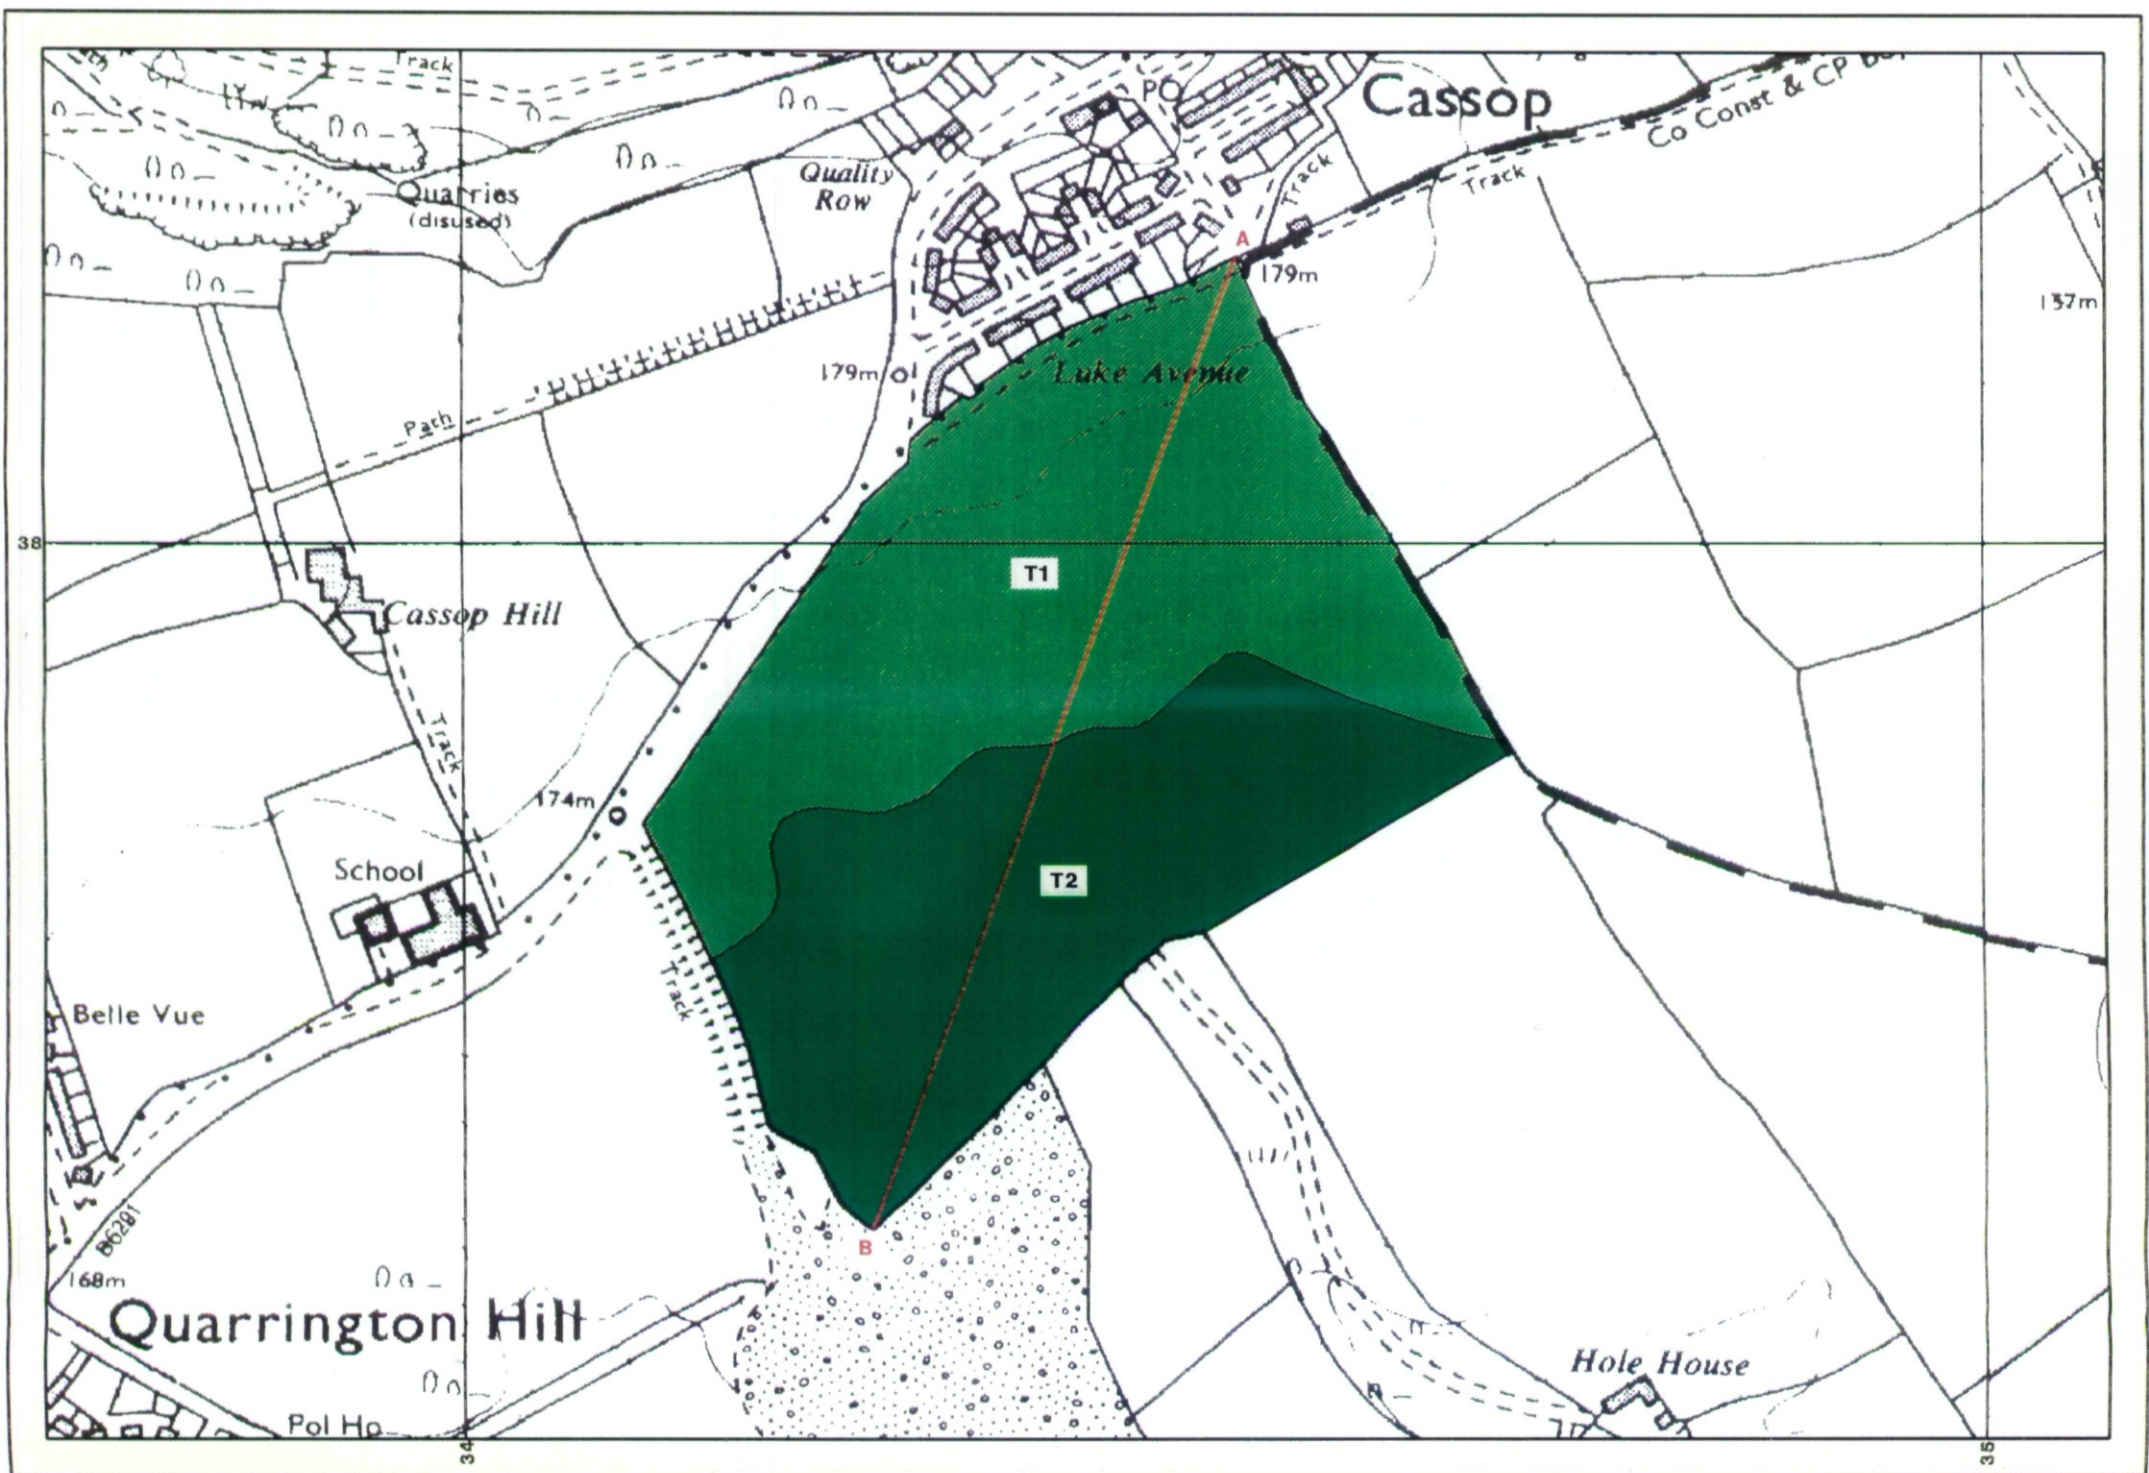 Track
PO
Cassop
Co Const & CP
Quality
Row
Track
Track
Quarries
(disused)
A
179m
137m
179m
Luke Avenue
Path
38
T1
Cassop Hill
Track
174m
T2
School
Track
Belle Vue
B
B6291
168m
Quarrington Hill
Hole House
Pol Ho
34
35